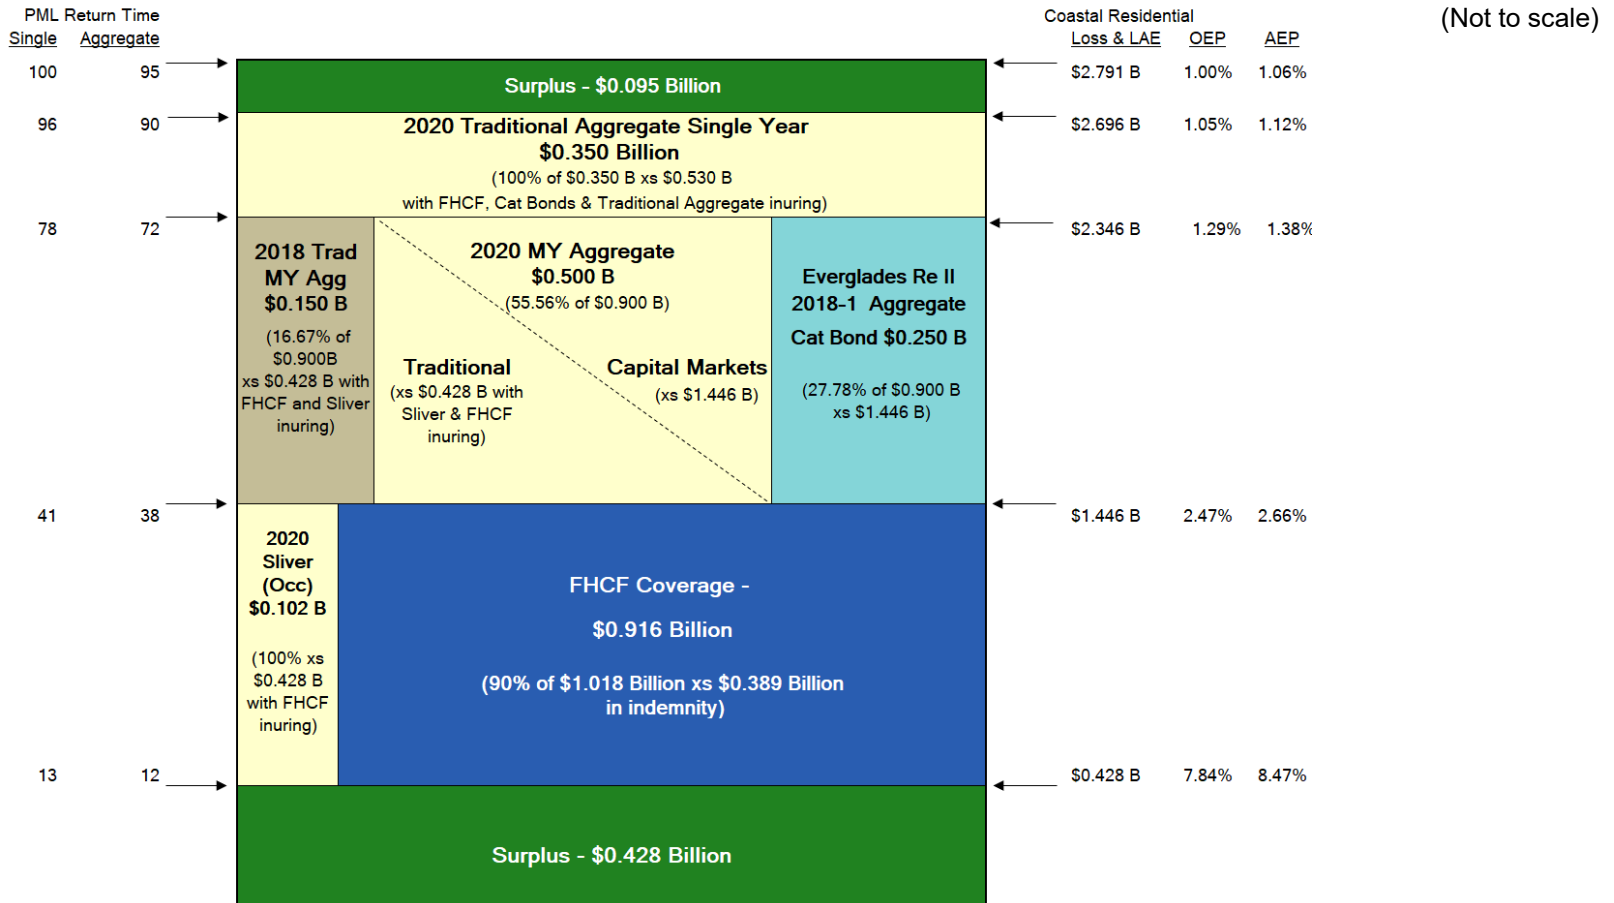 PML Return Time
Single Aggregate
Coastal Residential
Loss & LAE OEP AEP
(Not to scale)
100 95
Surplus - $0.095 Billion
$2.791 B 1.00% 1.06%
96 90
2020 Traditional Aggregate Single Year
$0.350 Billion
(100% of $0.350 B xs $0.530 B
with FHCF, Cat Bonds & Traditional Aggregate inuring)
$2.696 B 1.05% 1.12%
78 72
$2.346 B 1.29% 1.38%
2018 Trad
MY Agg
$0.150 B
(16.67% of
$0.900B
xs $0.428 B with
FHCF and Sliver
inuring)
2020 MY Aggregate
$0.500 B
(55.56% of $0.900 B)
Traditional
(xs $0.428 B with
Sliver & FHCF
inuring)
Capital Markets
(xs $1.446 B)
Everglades Re II
2018-1 Aggregate
Cat Bond $0.250 B
(27.78% of $0.900 B
xs $1.446 B)
41 38
$1.446 B 2.47% 2.66%
2020
Sliver
(Occ)
$0.102 B
(100% xs
$0.428 B
with FHCF
inuring)
FHCF Coverage -
$0.916 Billion
(90% of $1.018 Billion xs $0.389 Billion
in indemnity)
13 12
$0.428 B 7.84% 8.47%
Surplus - $0.428 Billion